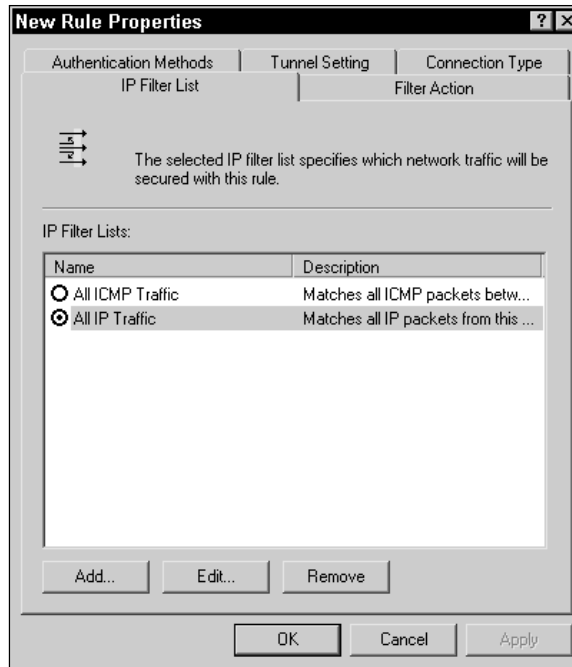 New Rule Properties
Authentication Methods
Tunnel Setting
Connection Type
IP Filter List
Filter Action
The selected IP filter list specifies which network traffic will be
secured with this rule.
IP Filter Lists:
Name Description
All ICMP Traffic Matches all ICMP packets betw...
All IP Traffic Matches all IP packets from this ...
Add... Edit... Remove
OK Cancel Apply